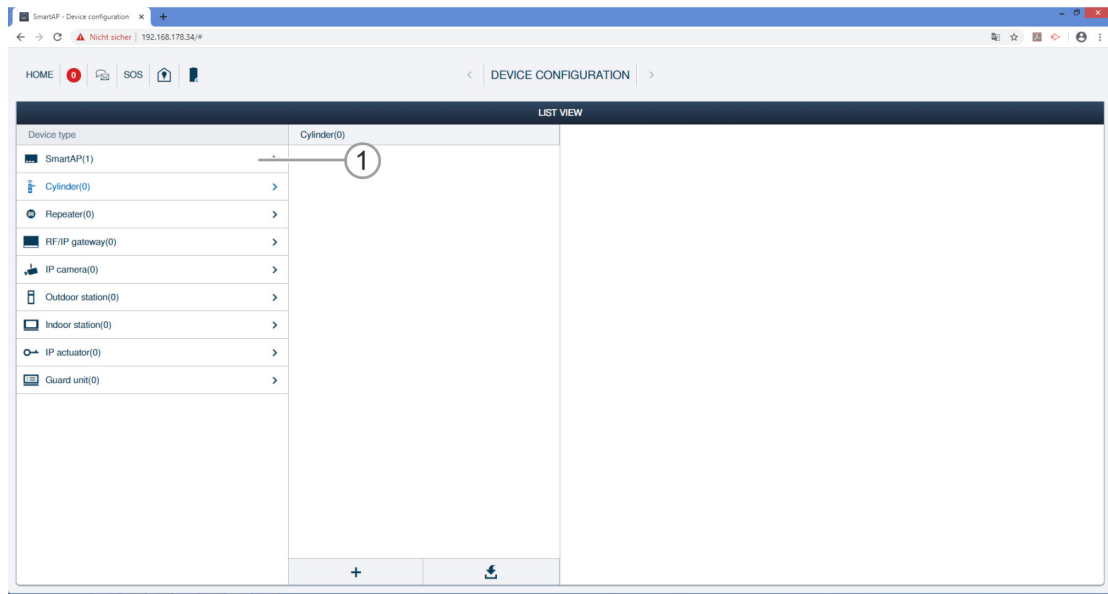 SmartAP - Device configuration
Nicht sicher | 192.168.178.34/#
HOME 0 SOS DEVICE CONFIGURATION
LIST VIEW
Device type Cylinder(0)
SmartAP(1) 1
Cylinder(0)
Repeater(0)
RF/IP gateway(0)
IP camera(0)
Outdoor station(0)
Indoor station(0)
IP actuator(0)
Guard unit(0)